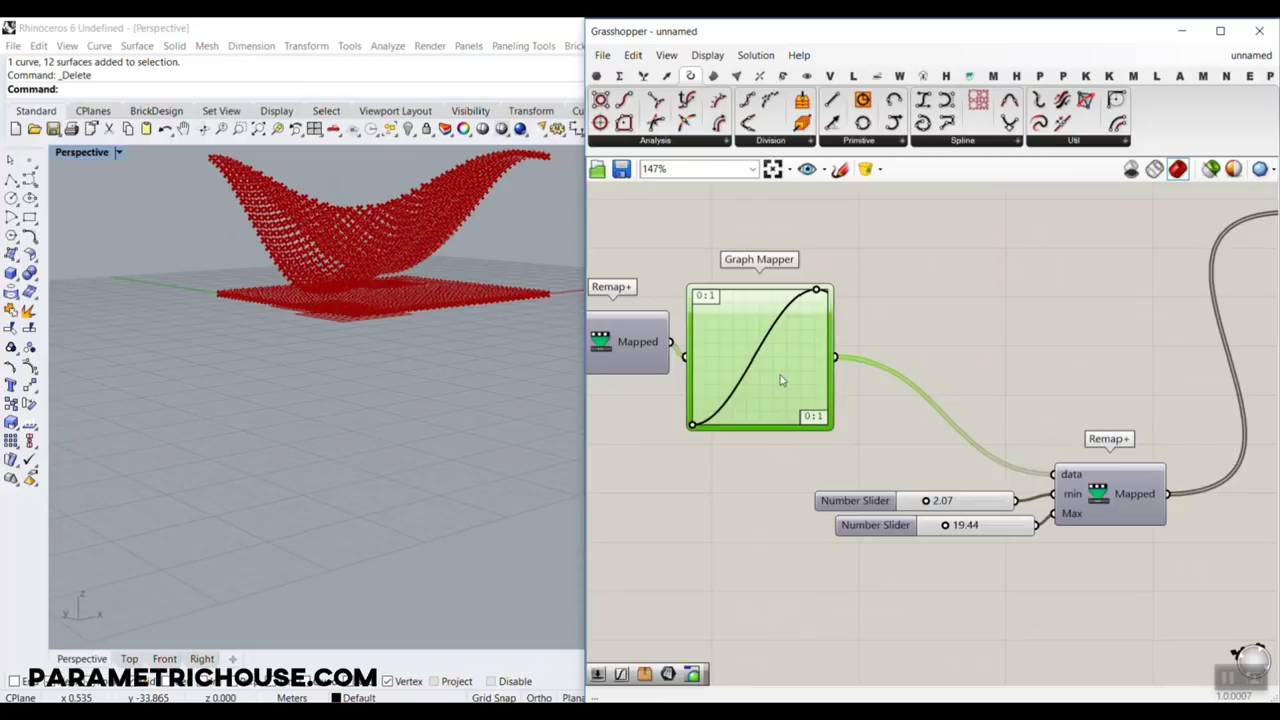 Rhinoceros 6 Undefined - [Perspective]
File Edit View Curve Surface Solid Mesh Dimension Transform Tools Analyze Render Panels Paneling Tools Brick
1 curve, 12 surfaces added to selection.
Command: _Delete
Command:
Standard CPlanes BrickDesign Set View Display Select Viewport Layout Visibility Transform
Perspective
z
y x
Perspective Top Front Right
PARAMETRICHOUSE.COM
Vertex Project Disable
CPlane x 0.535 y -33.865 z 0.000 Meters Default Grid Snap Ortho Plana
Grasshopper - unnamed
File Edit View Display Solution Help unnamed
V L W H M H P P K K M L A M N E P
Analysis Division Primitive Spline Util
147%
Graph Mapper
Remap+
0:1
Mapped
0:1
Remap+
data
min Mapped
Max
Number Slider 2.07
Number Slider 19.44
...
1.0.0007